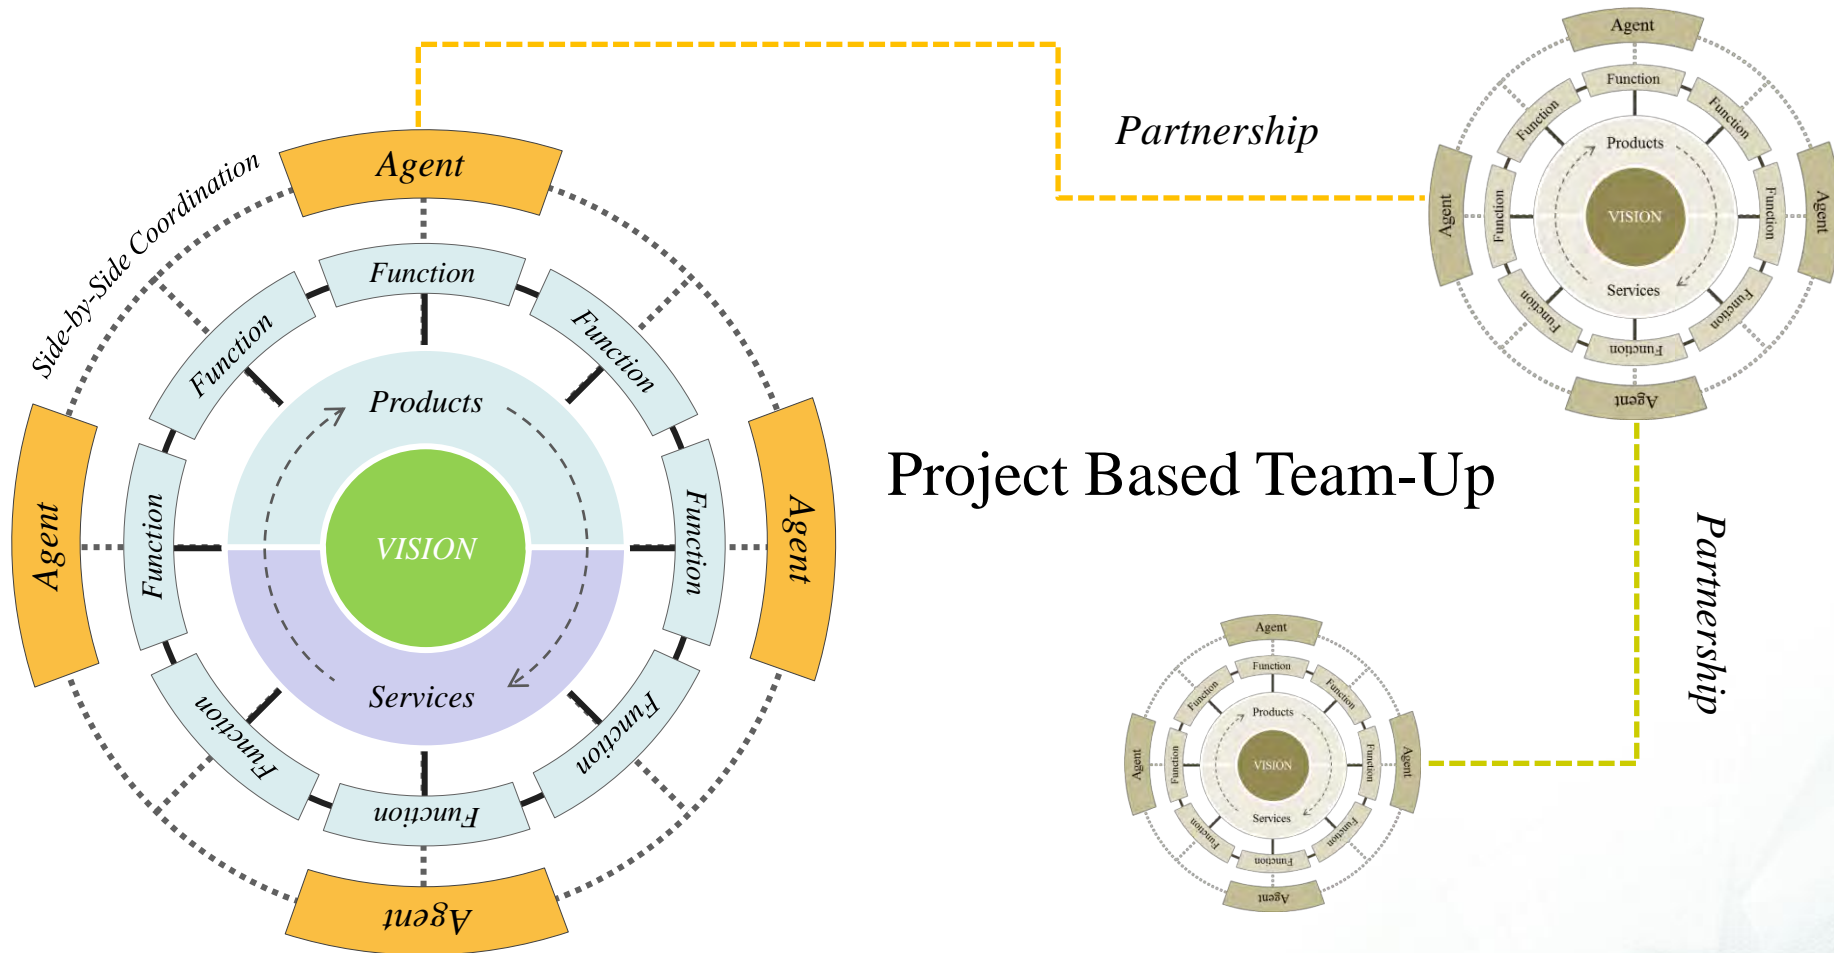 Side-by-Side Coordination
Agent
Agent
Agent
Agent
Function
Function
Function
Function
Function
Function
Function
Function
Products
VISION
Services
Partnership
Project Based Team-Up
Agent
Agent
Agent
Agent
Function
Function
Function
Function
Function
Function
Function
Function
Products
VISION
Services
Partnership
Agent
Agent
Agent
Agent
Function
Function
Function
Function
Function
Function
Function
Function
Products
VISION
Services